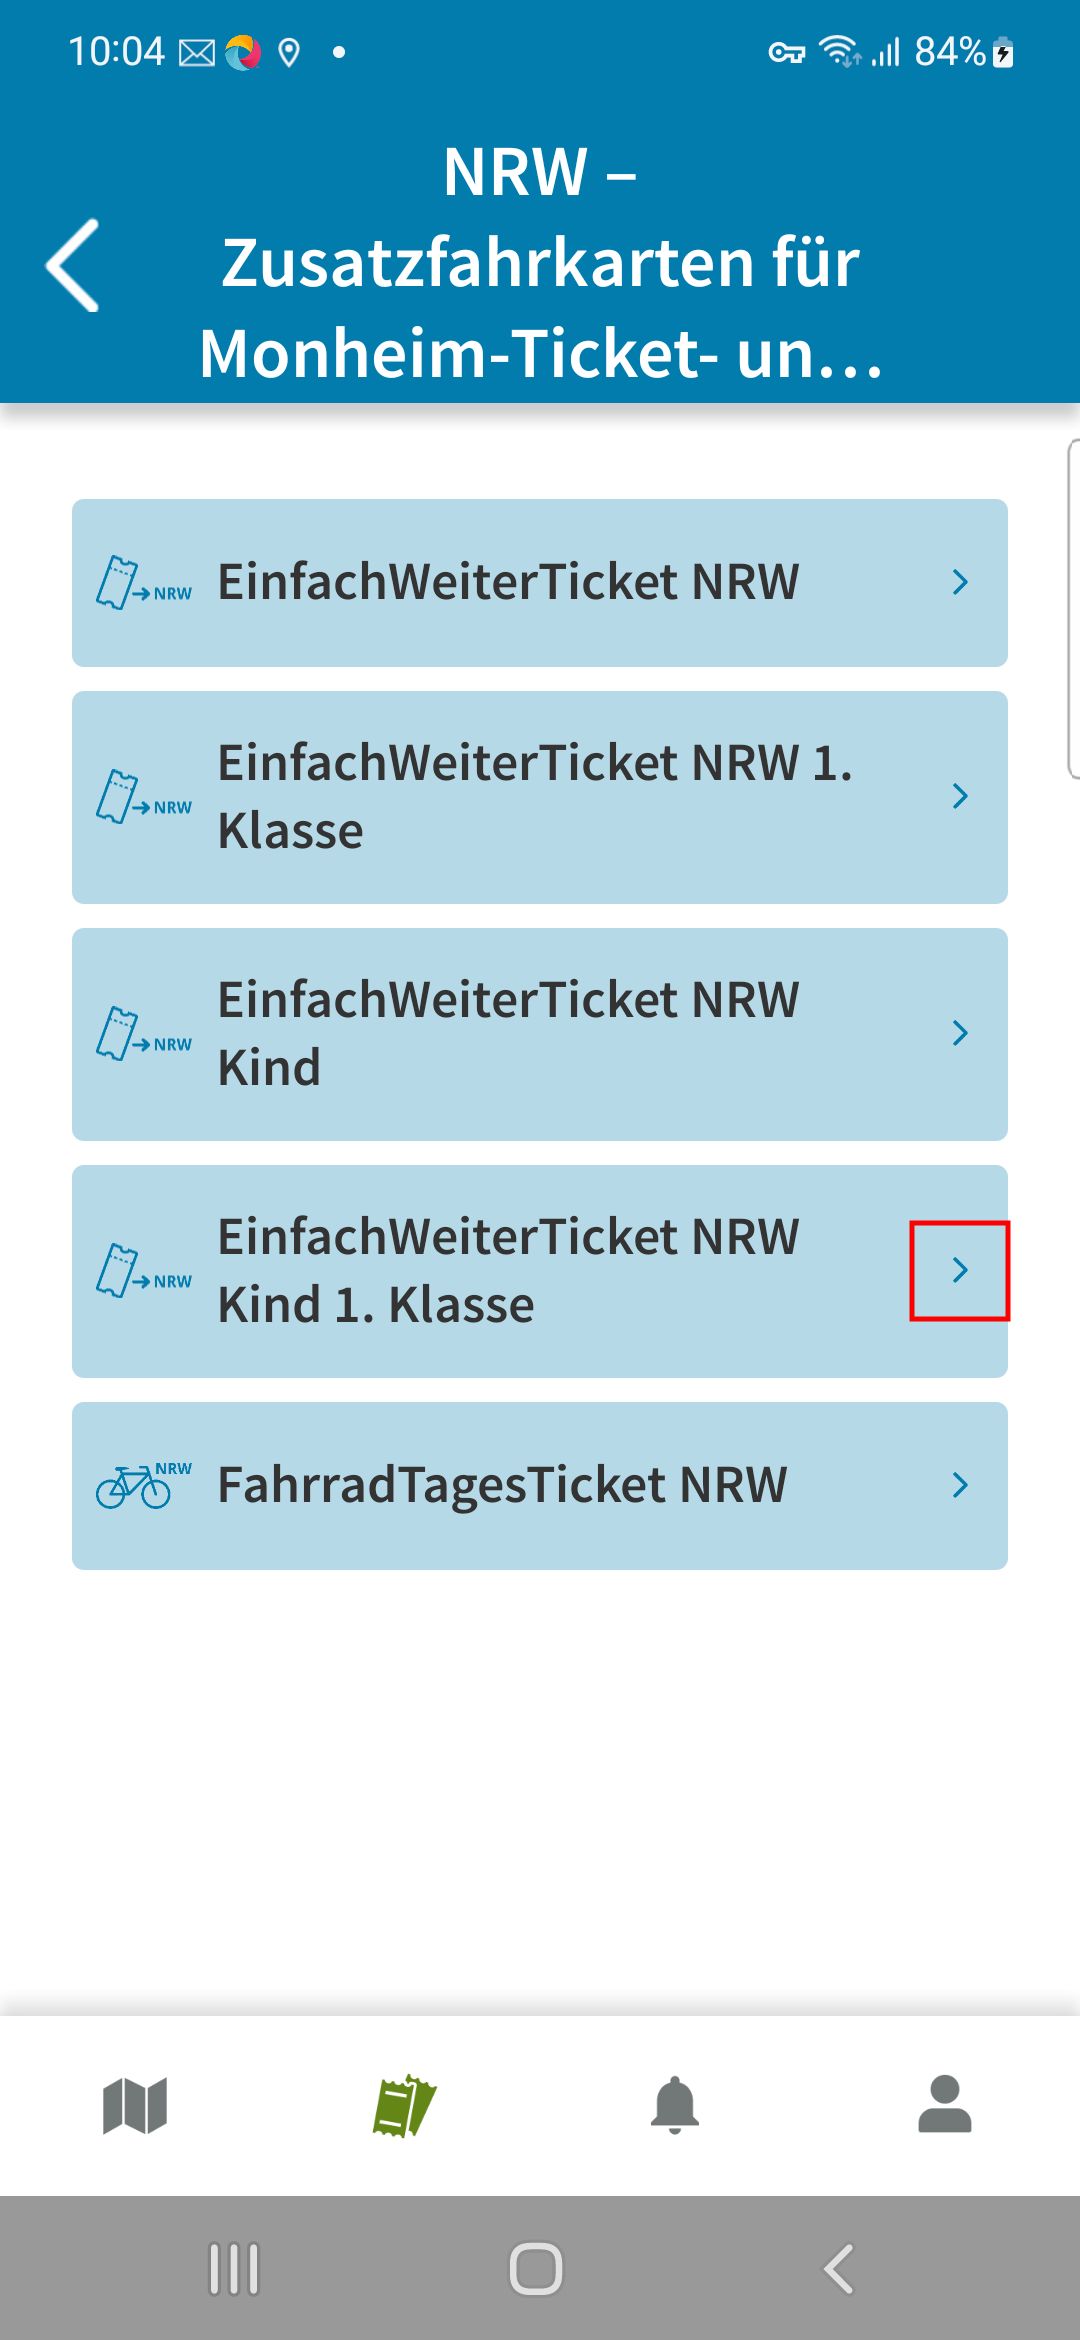 10:04
84%
NRW –
Zusatzfahrkarten für
Monheim-Ticket- un...
NRW
EinfachWeiterTicket NRW
EinfachWeiterTicket NRW 1.
NRW
Klasse
EinfachWeiterTicket NRW
NRW
Kind
EinfachWeiterTicket NRW
NRW
Kind 1. Klasse
NRW
FahrradTagesTicket NRW